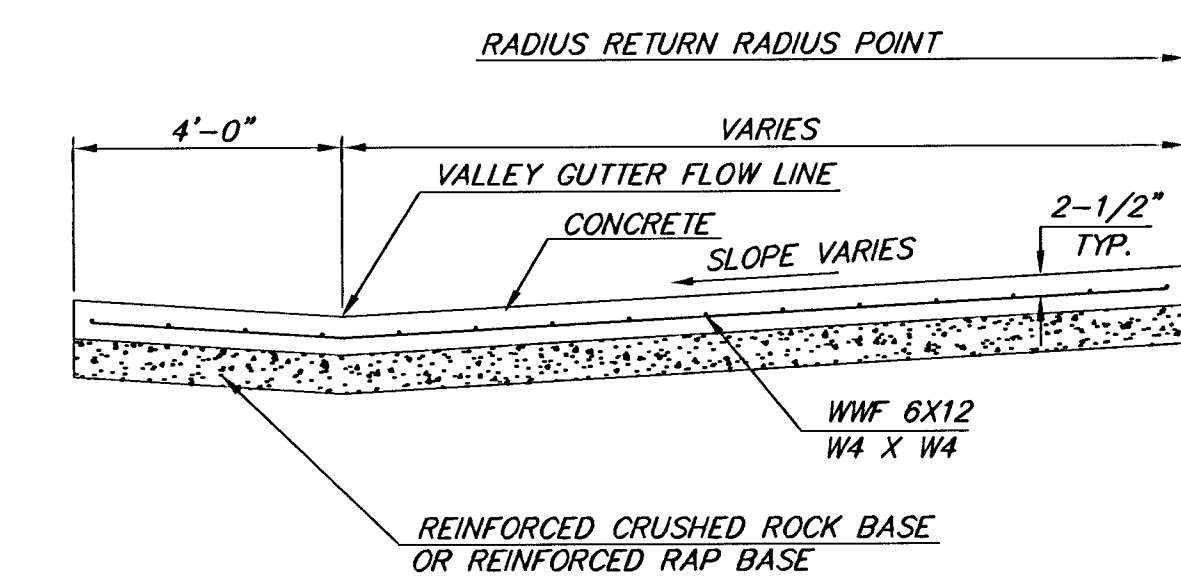 RADIUS RETURN RADIUS POINT
4'-0"
VARIES
VALLEY GUTTER FLOW LINE
2-1/2"
TYP.
CONCRETE
SLOPE VARIES
WWF 6X12
W4 X W4
REINFORCED CRUSHED ROCK BASE
OR REINFORCED RAP BASE